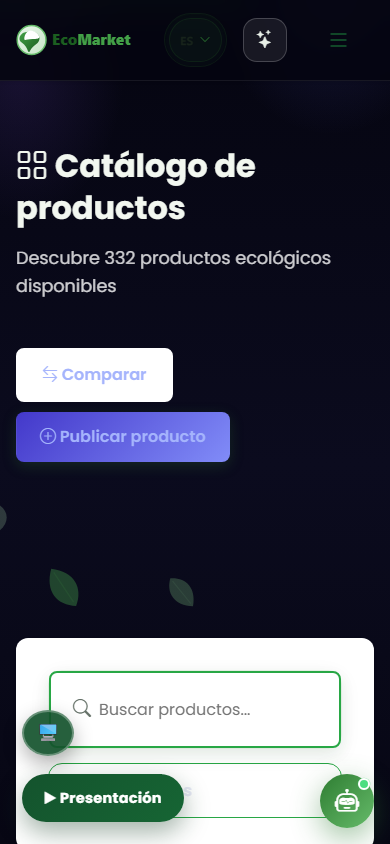 EcoMarket
ES
Catálogo de
productos
Descubre 332 productos ecológicos
disponibles
Comparar
Publicar producto
Buscar productos...
Presentación